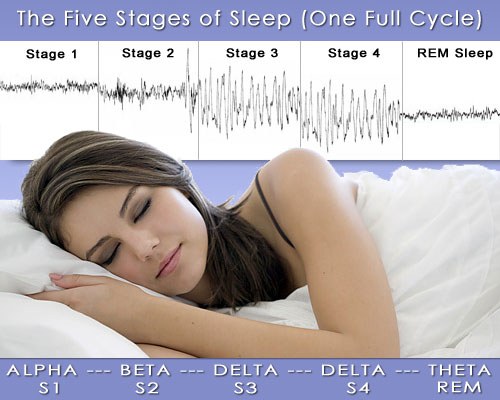 The Five Stages of Sleep (One Full Cycle)
Stage 1 Stage 2 Stage 3 Stage 4 REM Sleep
ALPHA --- BETA --- DELTA --- DELTA --- THETA
S1 S2 S3 S4 REM